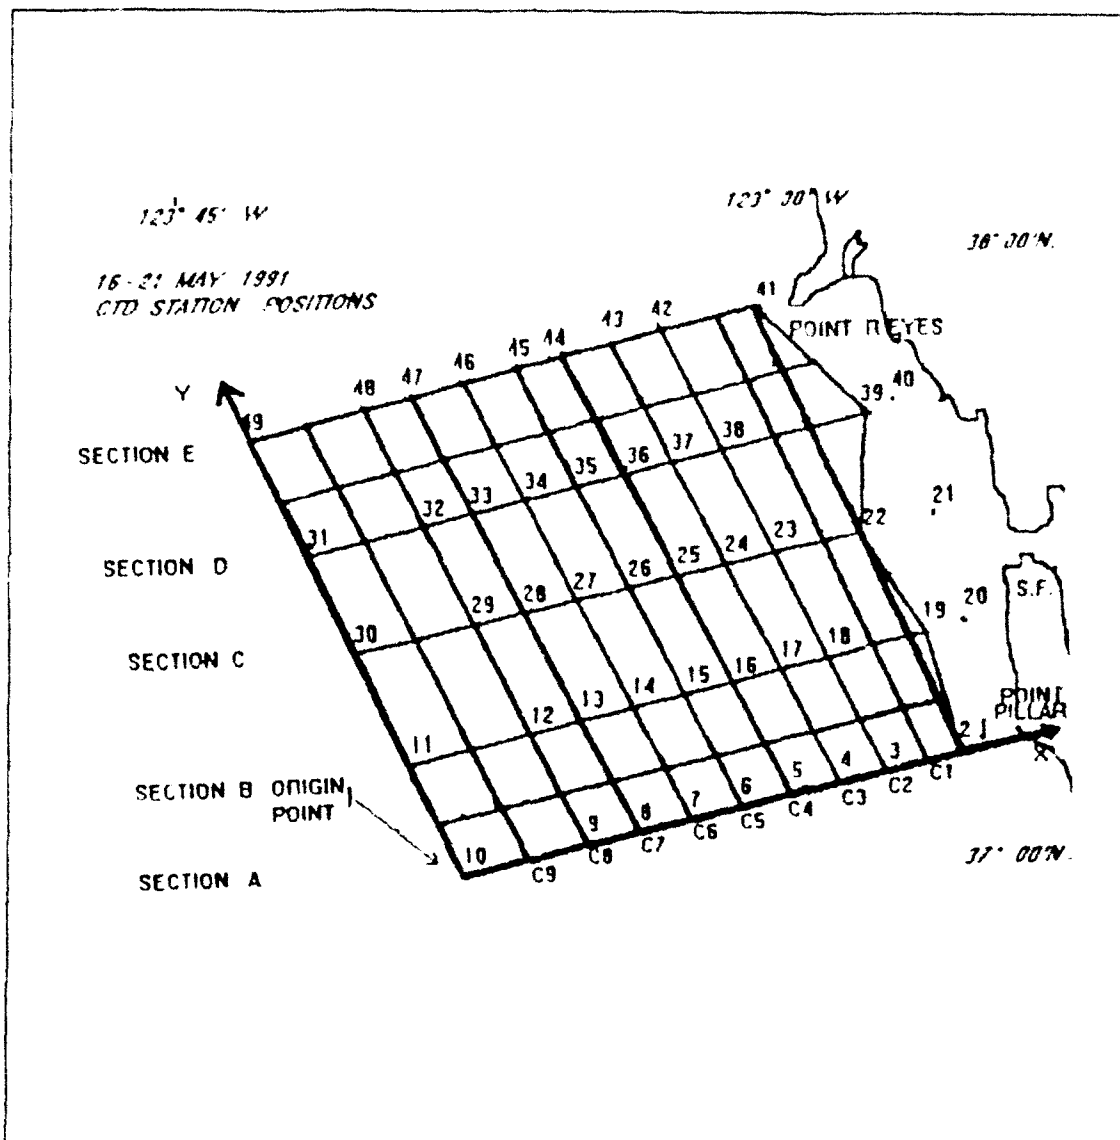 123° 45' W
123° 00' W
38° 00' N.
16-21 MAY 1991
CTD STATION POSITIONS
41
POINT REYES
42
43
44
45
46
47
48
49
Y
40
39
SECTION E
38
37
36
35
34
33
32
31
21
22
SECTION D
23
24
25
26
27
28
29
30
S.F.
20
19
SECTION C
18
17
16
15
14
13
12
11
POINT
PILLAR
2 1
X
SECTION B
ORIGIN
POINT
3
4
5
6
7
8
9
10
C1
C2
C3
C4
C5
C6
C7
C8
C9
37° 00' N.
SECTION A